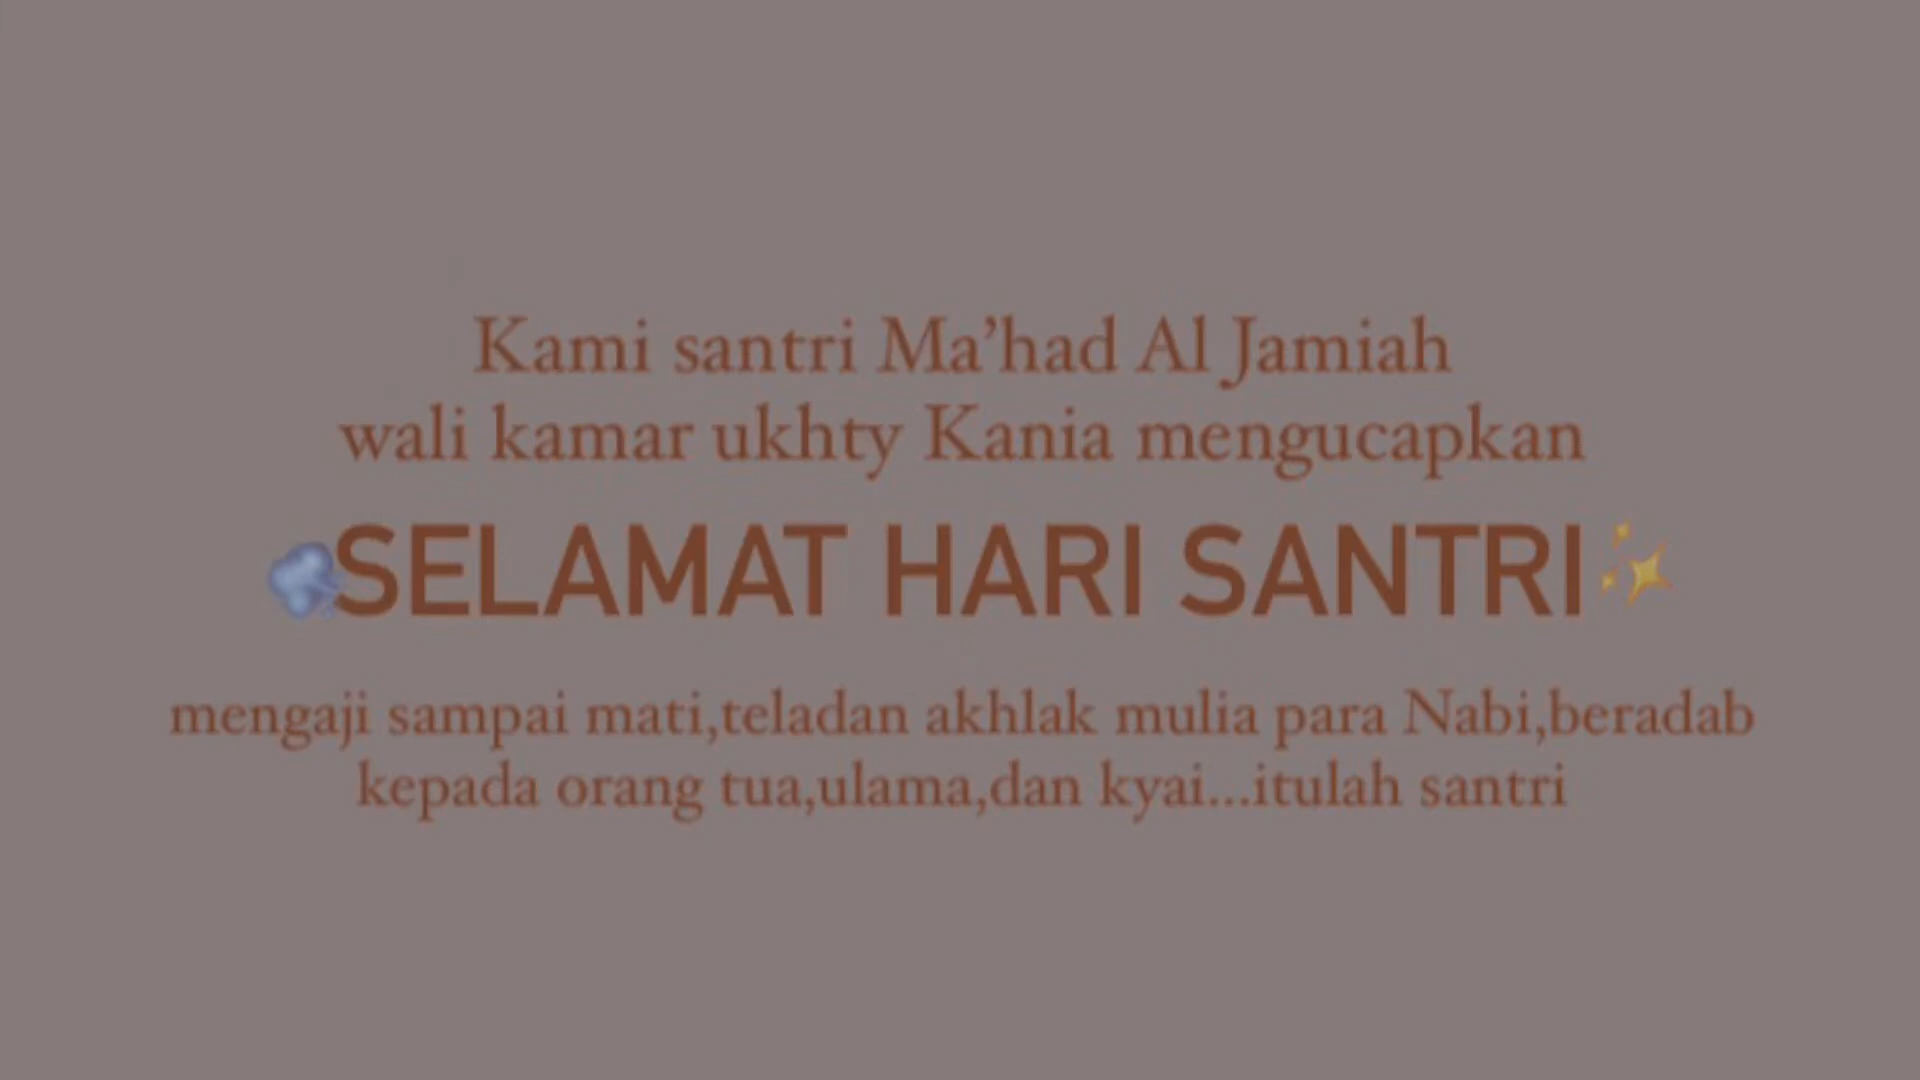 Kami santri Ma’had Al Jamiah
wali kamar ukhty Kania mengucapkan
SELAMAT HARI SANTRI
mengaji sampai mati,teladan akhlak mulia para Nabi,beradab
kepada orang tua,ulama,dan kyai...itulah santri